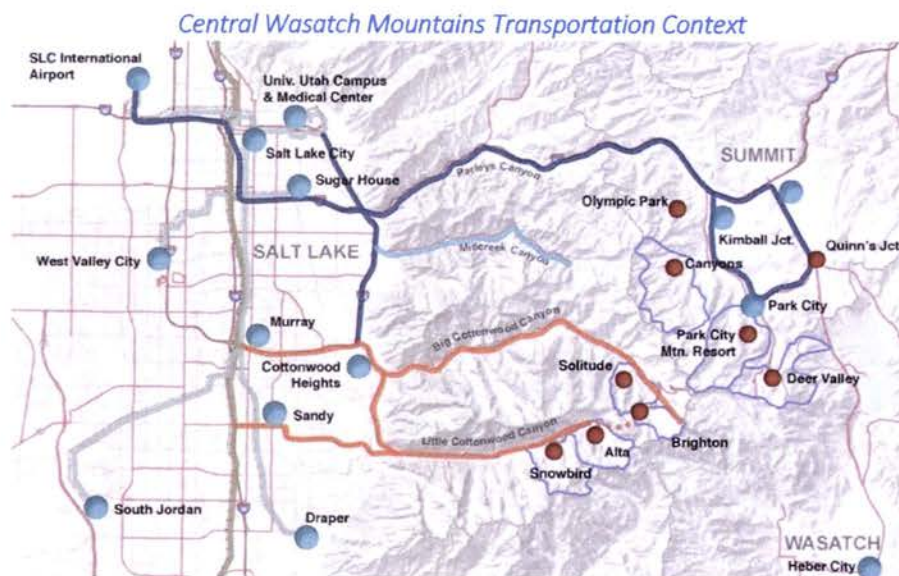 Central Wasatch Mountains Transportation Context
SLC International
Airport
Univ. Utah Campus
& Medical Center
Salt Lake City
Sugar House
Parleys Canyon
SUMMIT
Olympic Park
Kimball Jct.
Quinn's Jct
West Valley City
SALT LAKE
Millcreek Canyon
Canyons
Park City
Murray
Big Cottonwood Canyon
Park City
Mtn. Resort
Cottonwood
Heights
Solitude
Deer Valley
Sandy
Little Cottonwood Canyon
Brighton
Alta
Snowbird
South Jordan
Draper
WASATCH
Heber City